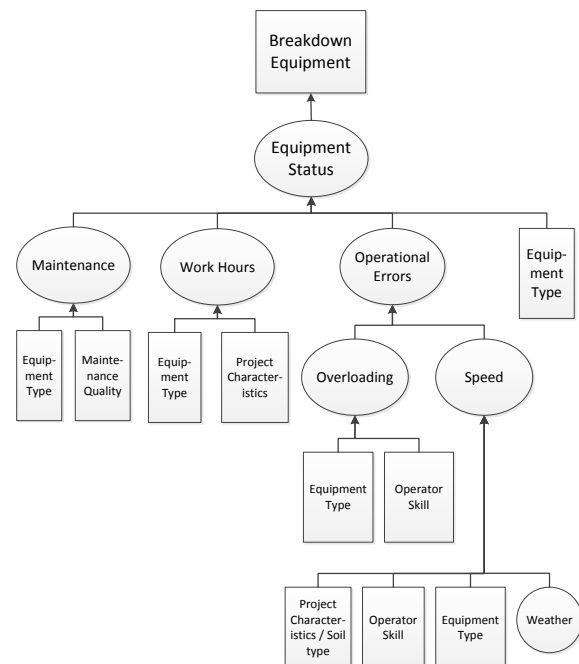 Breakdown
Equipment
Equipment
Status
Maintenance
Work Hours
Operational
Errors
Equip-
ment
Type
Equip-
ment
Type
Mainte-
nance
Quality
Equip-
ment
Type
Project
Character-
istics
Overloading
Speed
Equipment
Type
Operator
Skill
Project
Character-
istics / Soil
type
Operator
Skill
Equipment
Type
Weather